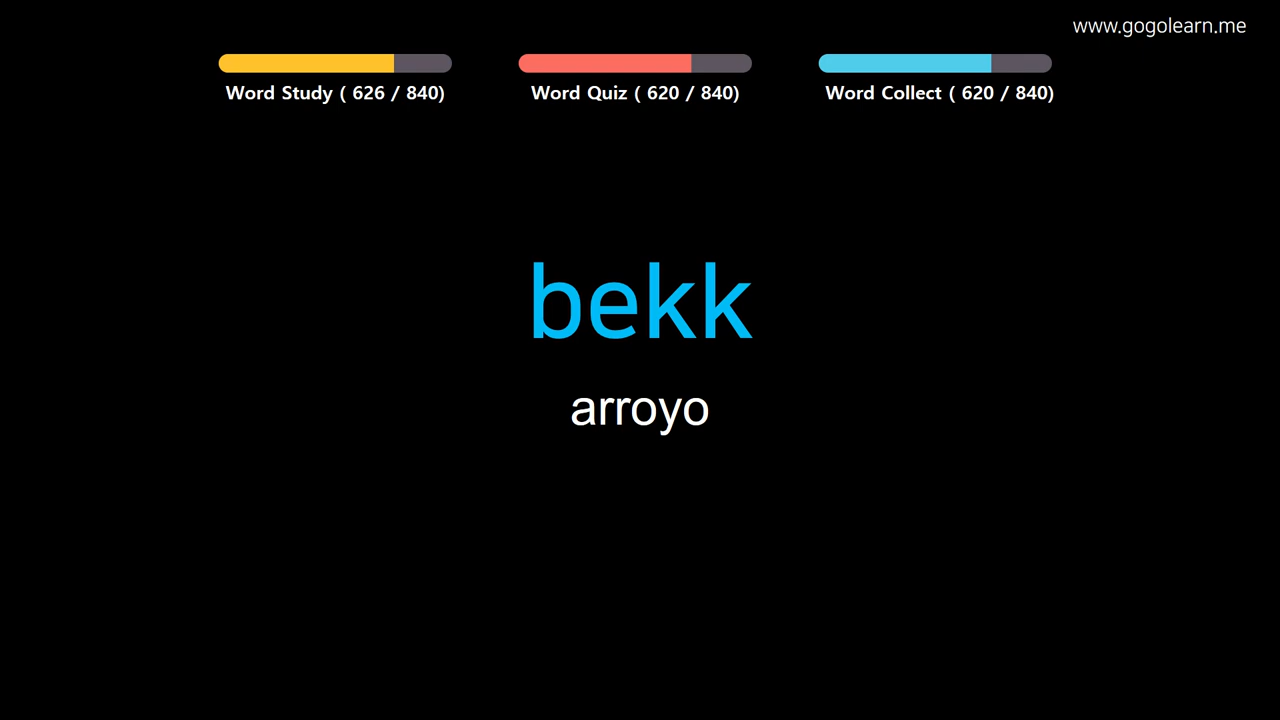 www.gogolearn.me
Word Study ( 626 / 840)
Word Quiz ( 620 / 840)
Word Collect ( 620 / 840)
bekk
arroyo